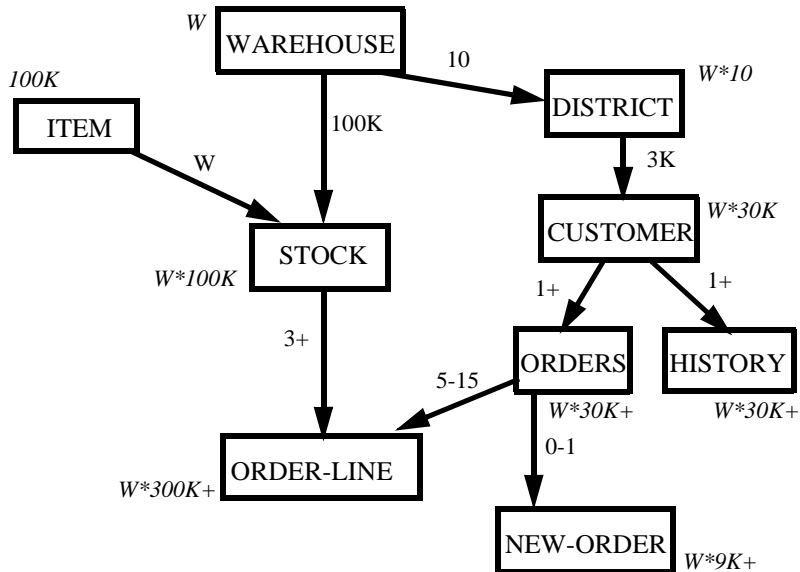 W
WAREHOUSE
10
W*10
100K
DISTRICT
ITEM
100K
3K
W
W*30K
CUSTOMER
STOCK
W*100K
1+
1+
3+
ORDERS
HISTORY
5-15
W*30K+
W*30K+
0-1
ORDER-LINE
W*300K+
NEW-ORDER
W*9K+